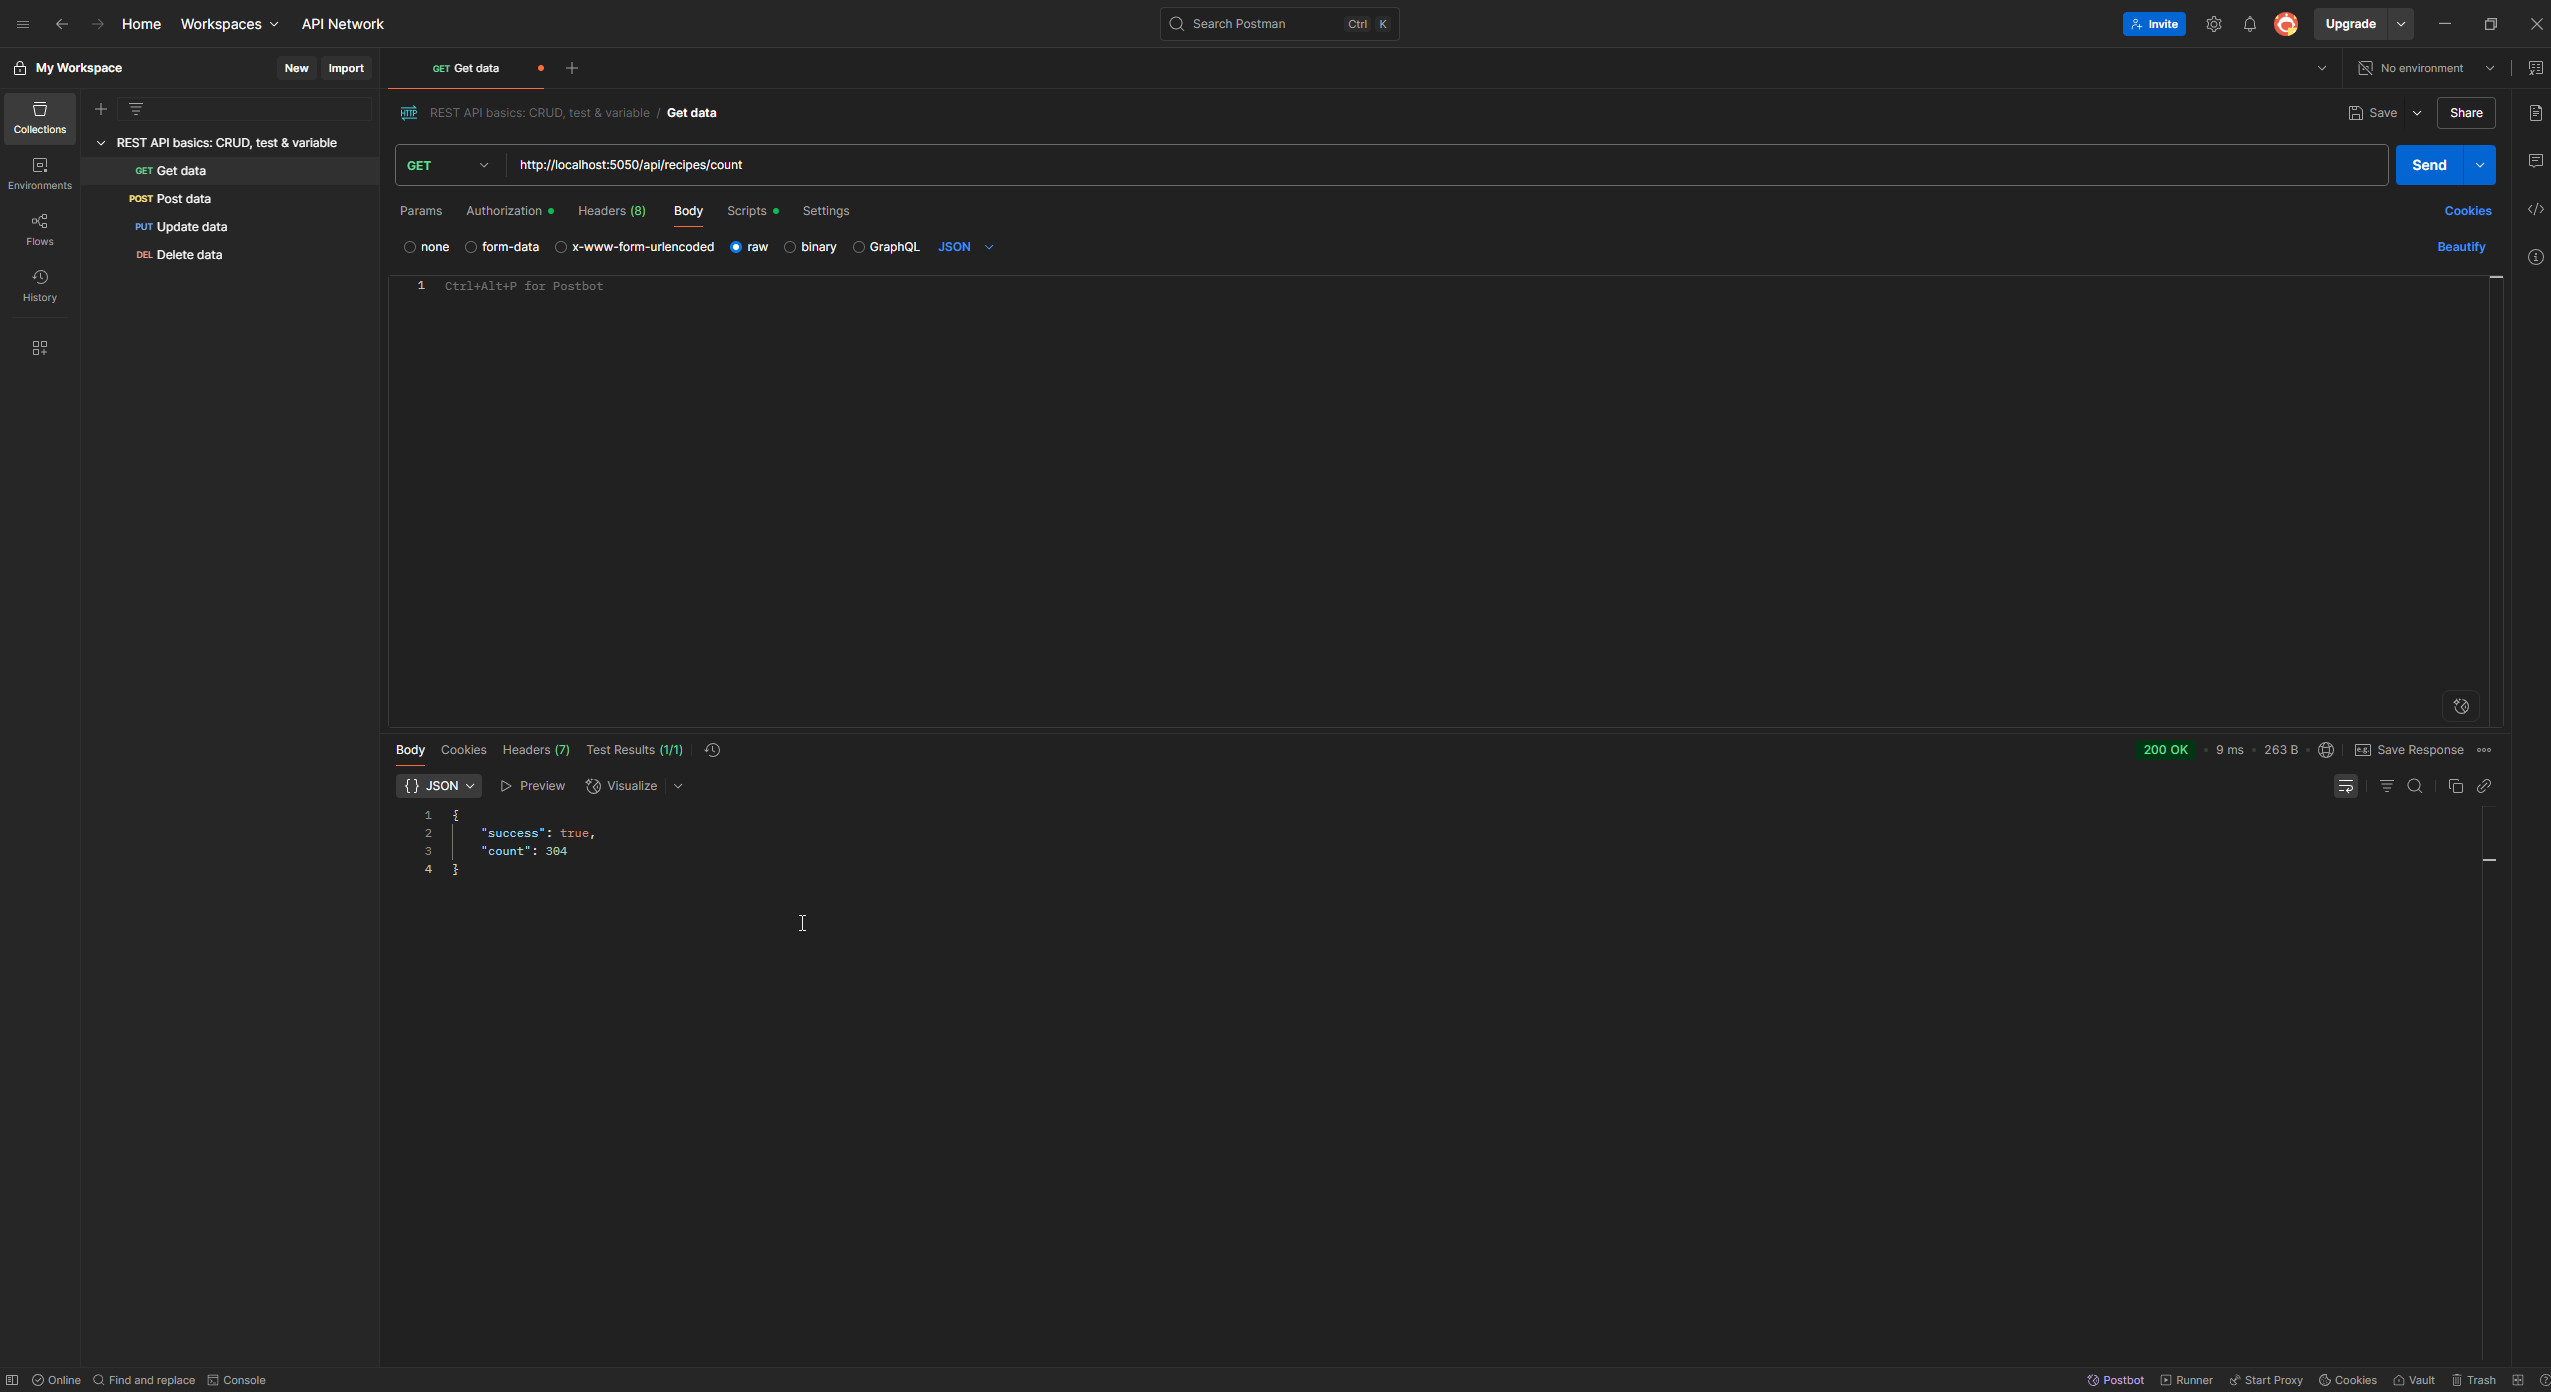 Home Workspaces API Network Search Postman Ctrl K Invite Upgrade
My Workspace New Import GET Get data No environment
Collections
Environments
Flows
History
REST API basics: CRUD, test & variable
GET Get data
POST Post data
PUT Update data
DEL Delete data
HTTP REST API basics: CRUD, test & variable / Get data Save Share
GET http://localhost:5050/api/recipes/count Send
Params Authorization Headers (8) Body Scripts Settings Cookies
none form-data x-www-form-urlencoded raw binary GraphQL JSON Beautify
1 Ctrl+Alt+P for Postbot
Body Cookies Headers (7) Test Results (1/1) 200 OK • 9 ms • 263 B • e.g. Save Response
{} JSON Preview Visualize
1 {
2 "success": true,
3 "count": 304
4 }
Online Find and replace Console Postbot Runner Start Proxy Cookies Vault Trash